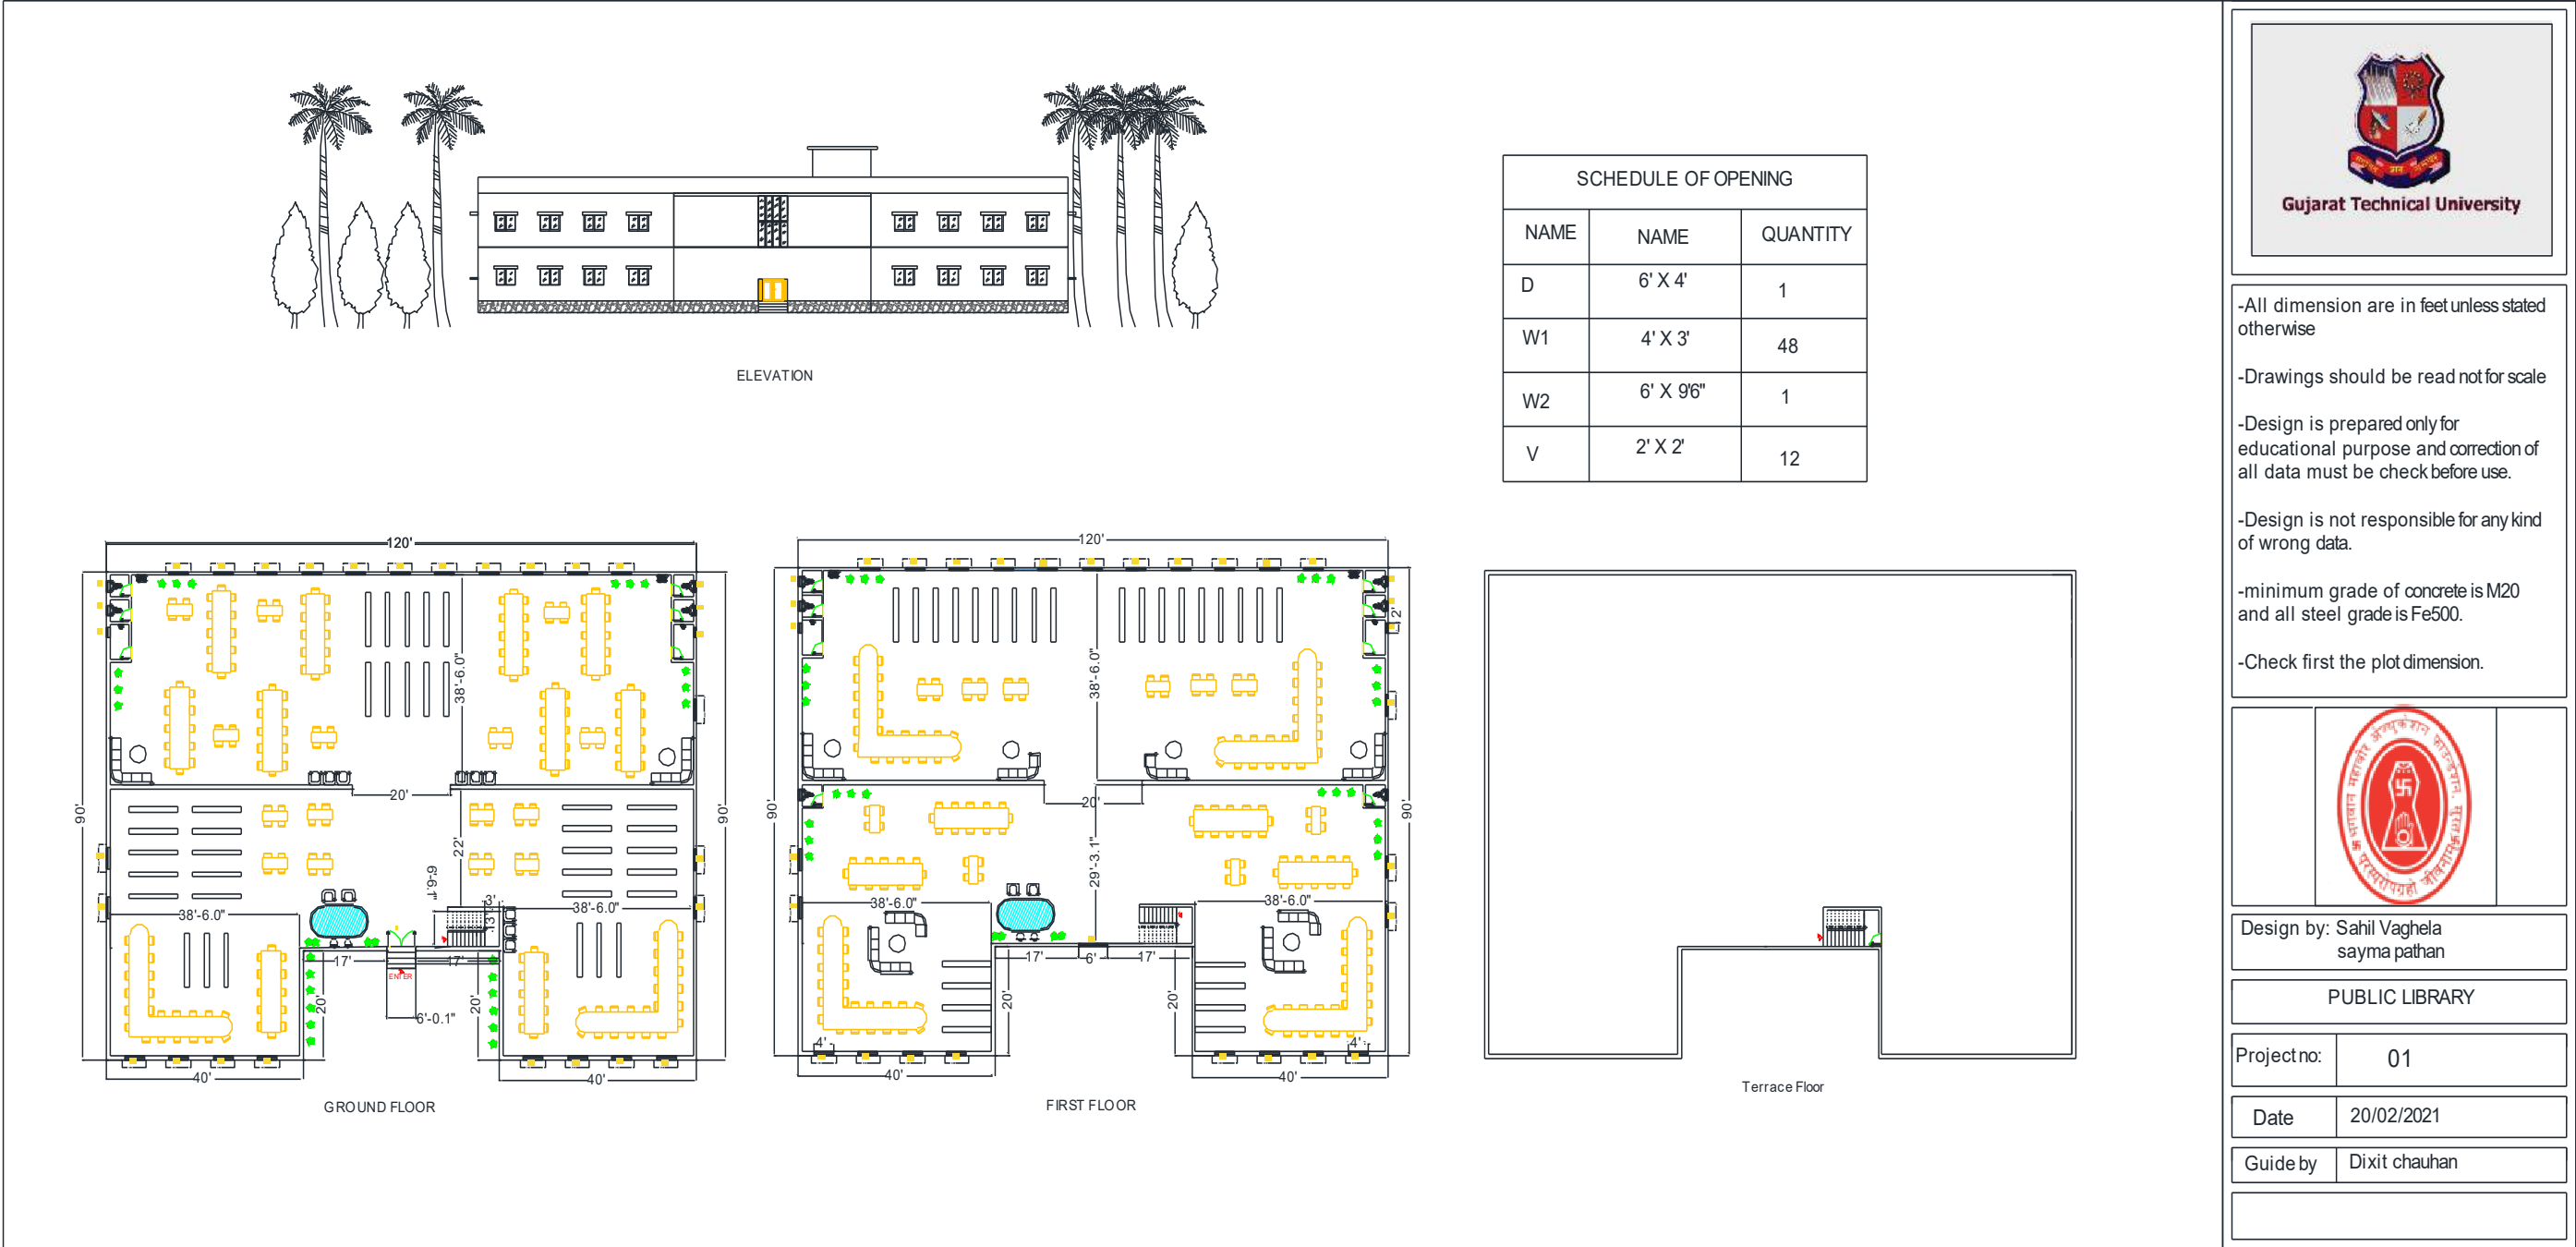 ELEVATION
SCHEDULE OF OPENING
NAME NAME QUANTITY
D 6' X 4' 1
W1 4' X 3' 48
W2 6' X 9'6" 1
V 2' X 2' 12
120'
38'-6.0"
90'
90'
20'
22'
6'-6.1"
3'
38'-6.0"
38'-6.0"
17'
17'
ENTER
20'
20'
6'-0.1"
40'
40'
GROUND FLOOR
120'
2'
38'-6.0"
90'
90'
20'
29'-3.1"
38'-6.0"
38'-6.0"
17'
6'
17'
20'
20'
4'
4'
40'
40'
FIRST FLOOR
Terrace Floor
Gujarat Technical University
-All dimension are in feet unless stated
otherwise
-Drawings should be read not for scale
-Design is prepared only for
educational purpose and correction of
all data must be check before use.
-Design is not responsible for any kind
of wrong data.
-minimum grade of concrete is M20
and all steel grade is Fe500.
-Check first the plot dimension.
Design by: Sahil Vaghela
sayma pathan
PUBLIC LIBRARY
Project no: 01
Date 20/02/2021
Guide by Dixit chauhan